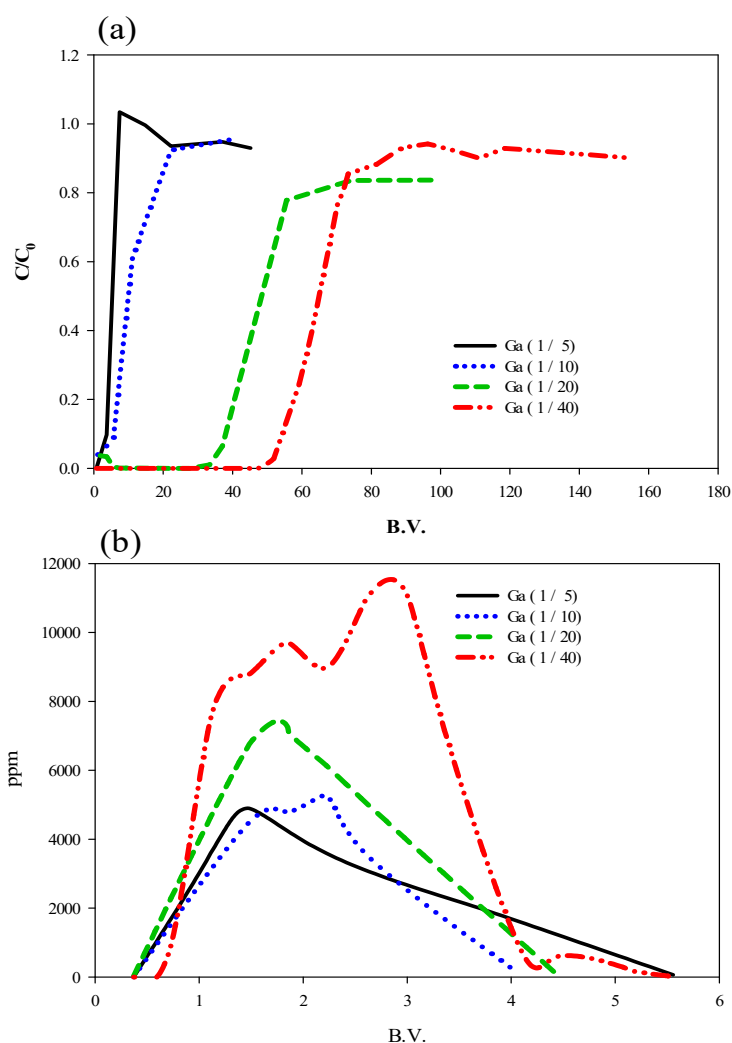 (a)
1.2
1.0
0.8
0.6
0.4
0.2
0.0
C/C0
Ga ( 1 / 5)
Ga ( 1 / 10)
Ga ( 1 / 20)
Ga ( 1 / 40)
0 20 40 60 80 100 120 140 160 180
B.V.
(b)
12000
10000
8000
6000
4000
2000
0
ppm
Ga ( 1 / 5)
Ga ( 1 / 10)
Ga ( 1 / 20)
Ga ( 1 / 40)
0 1 2 3 4 5 6
B.V.